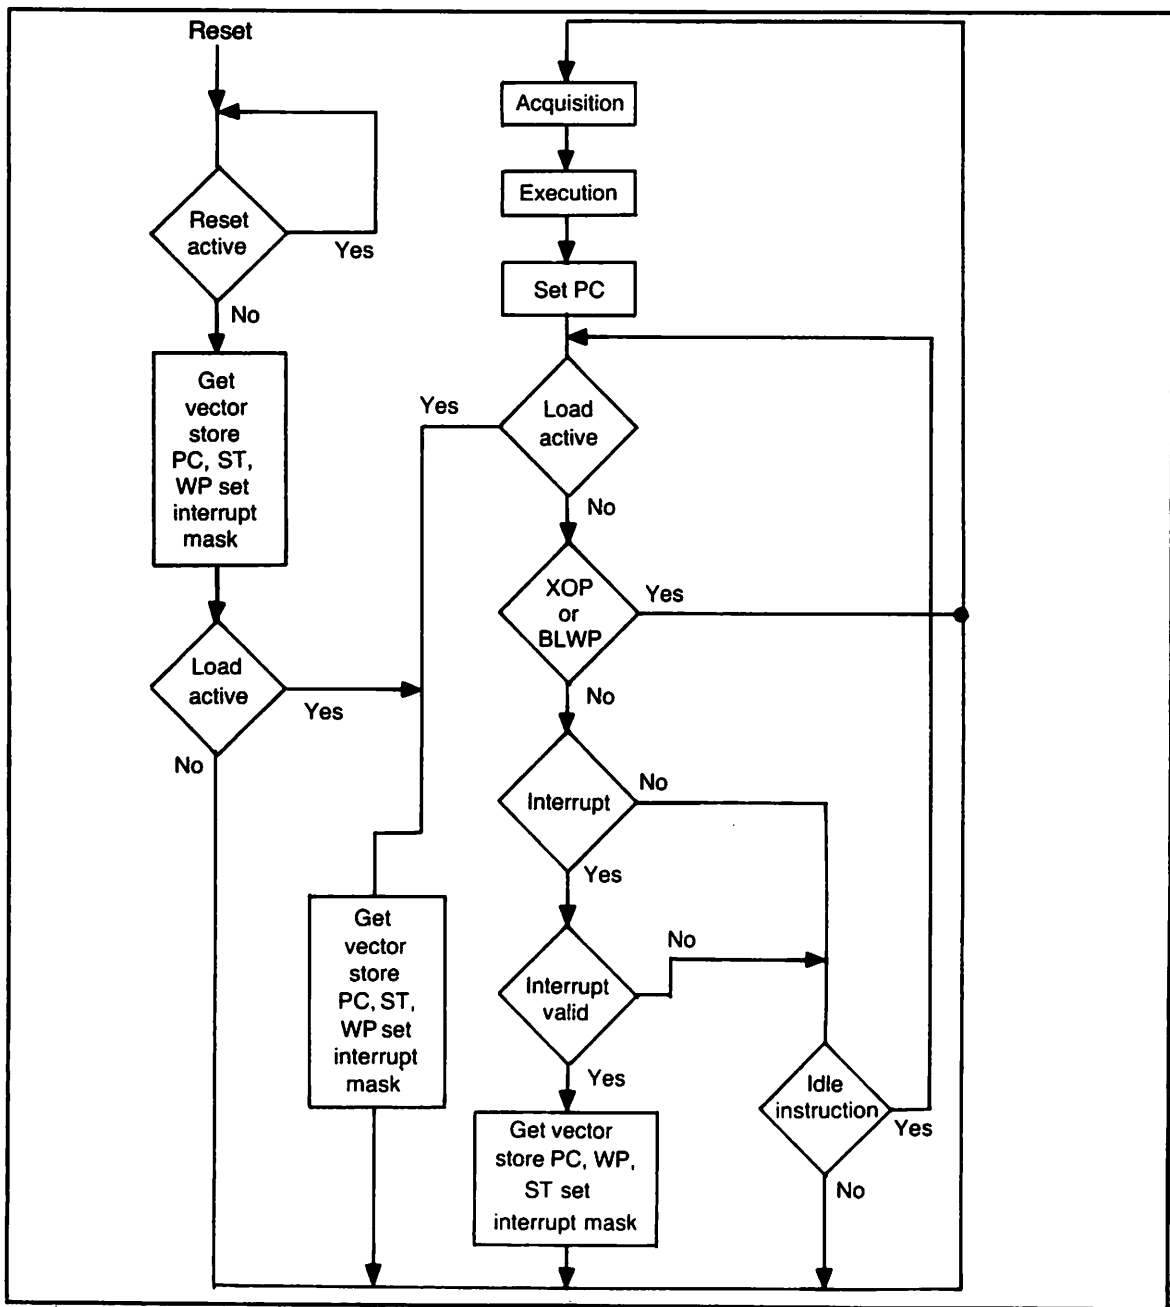 Reset
Reset
active
Yes
No
Get
vector
store
PC, ST,
WP set
interrupt
mask
Load
active
Yes
No
Get
vector
store
PC, ST,
WP set
interrupt
mask
Acquisition
Execution
Set PC
Load
active
Yes
No
XOP
or
BLWP
Yes
No
Interrupt
No
Yes
Interrupt
valid
No
Yes
Get vector
store PC, WP,
ST set
interrupt mask
Idle
instruction
Yes
No